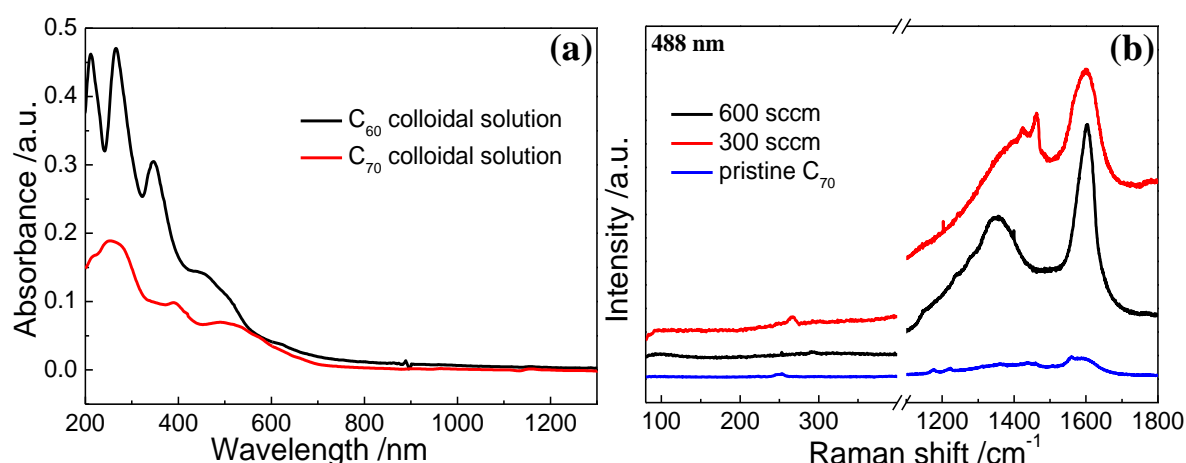 (a)
0.5
0.4
0.3
0.2
0.1
0.0
Absorbance /a.u.
C60 colloidal solution
C70 colloidal solution
200 400 600 800 1000 1200
Wavelength /nm
488 nm
(b)
600 sccm
300 sccm
pristine C70
Intensity /a.u.
100 200 300 1200 1400 1600 1800
Raman shift /cm-1